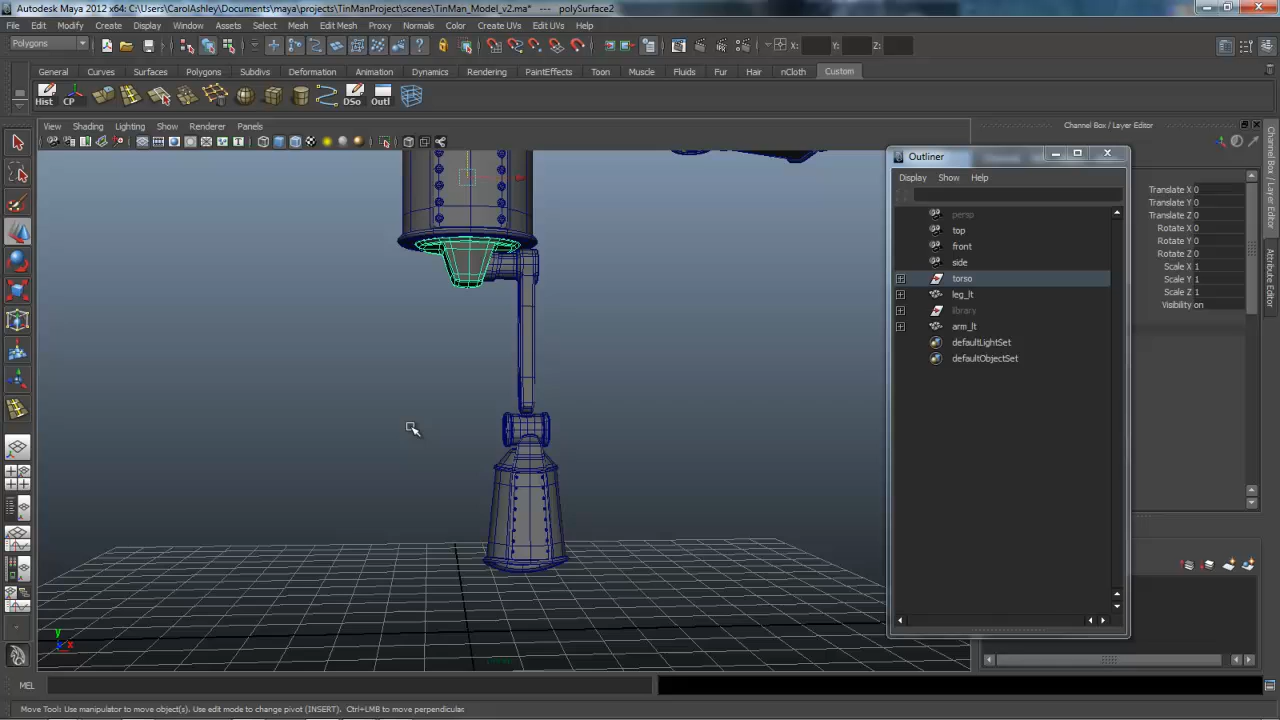 Autodesk Maya 2012 x64: C:\Users\CarolAshley\Documents\maya\projects\TinManProject\scenes\TinMan_Model_v2.ma* --- polySurface2
File Edit Modify Create Display Window Assets Select Mesh Edit Mesh Proxy Normals Color Create UVs Edit UVs Help
Polygons X: Y: Z:
General Curves Surfaces Polygons Subdivs Deformation Animation Dynamics Rendering PaintEffects Toon Muscle Fluids Fur Hair nCloth Custom
Hist CP DSo Outl
View Shading Lighting Show Renderer Panels
Channel Box / Layer Editor
Outliner
Display Show Help
persp
top
front
side
torso
leg_lt
library
arm_lt
defaultLightSet
defaultObjectSet
Translate X 0
Translate Y 0
Translate Z 0
Rotate X 0
Rotate Y 0
Rotate Z 0
Scale X 1
Scale Y 1
Scale Z 1
Visibility on
Channel Box / Layer Editor
Attribute Editor
y
z x
MEL
Move Tool: Use manipulator to move object(s). Use edit mode to change pivot (INSERT). Ctrl+LMB to move perpendicular.